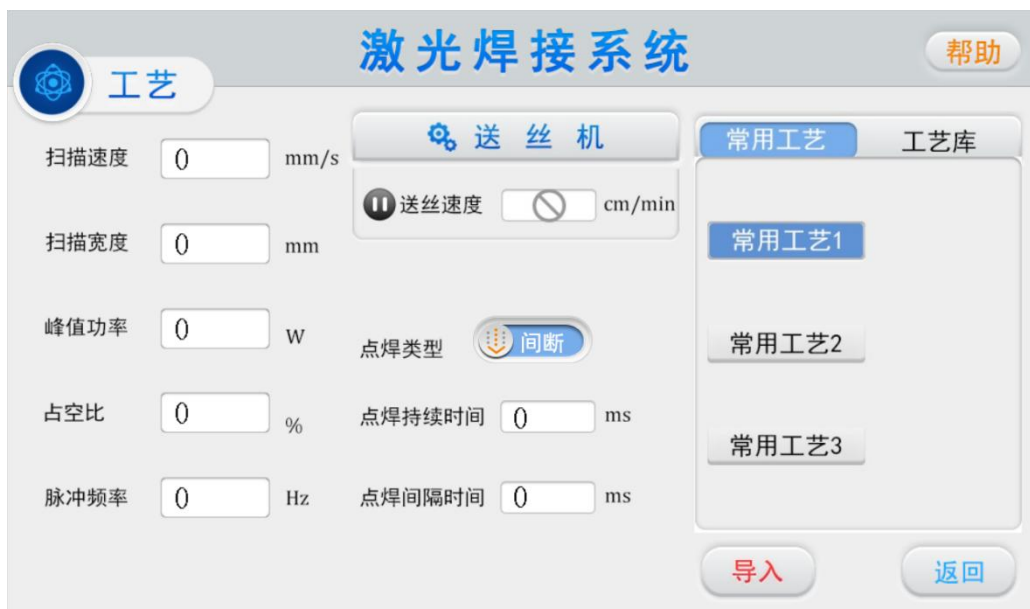 激光焊接系统
帮助
工艺
扫描速度 0 mm/s
扫描宽度 0 mm
峰值功率 0 W
占空比 0 %
脉冲频率 0 Hz
送丝机
送丝速度 cm/min
点焊类型 间断
点焊持续时间 0 ms
点焊间隔时间 0 ms
常用工艺 工艺库
常用工艺1
常用工艺2
常用工艺3
导入 返回